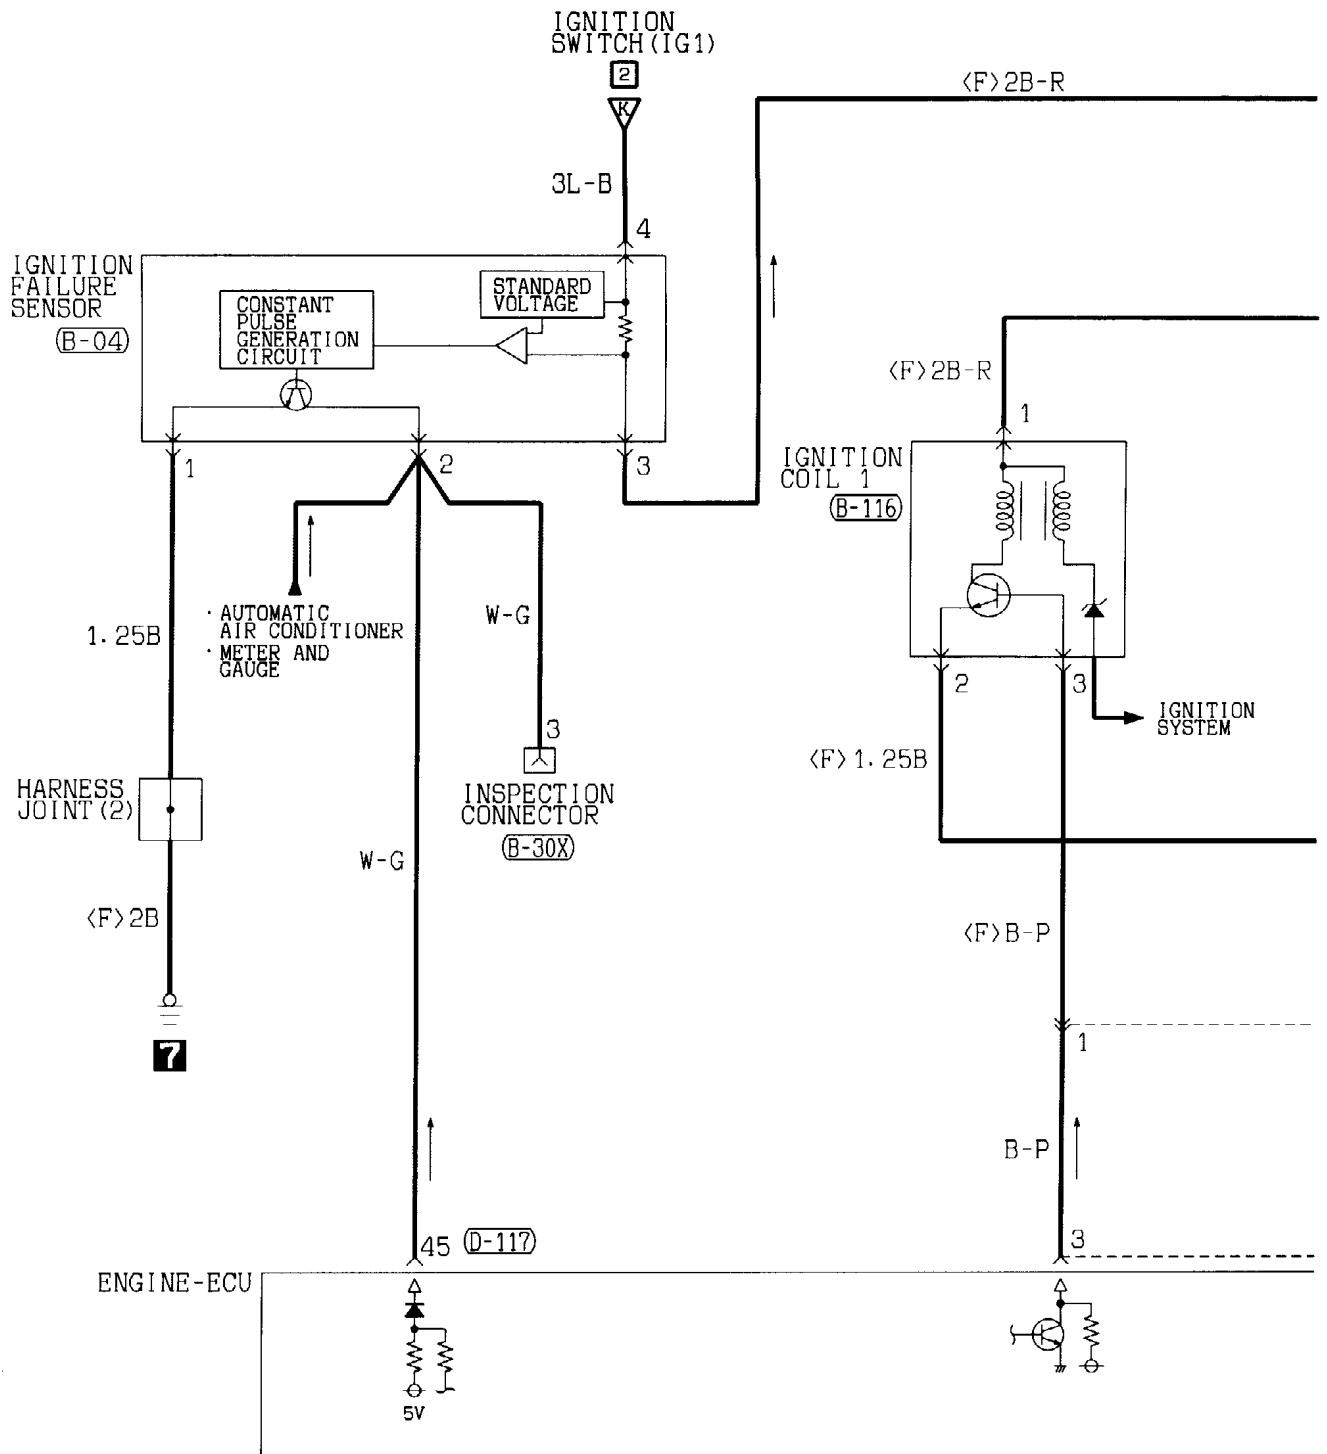 IGNITION
SWITCH(IG1)
2
K
<F>2B-R
3L-B
4
IGNITION
FAILURE
SENSOR
B-04
STANDARD
VOLTAGE
CONSTANT
PULSE
GENERATION
CIRCUIT
<F>2B-R
1
1
2
3
IGNITION
COIL 1
B-116
· AUTOMATIC
AIR CONDITIONER
· METER AND
GAUGE
1.25B
W-G
2
3
IGNITION
SYSTEM
3
<F>1.25B
HARNESS
JOINT(2)
INSPECTION
CONNECTOR
B-30X
W-G
<F>2B
<F>B-P
7
1
B-P
45
D-117
3
ENGINE-ECU
5V